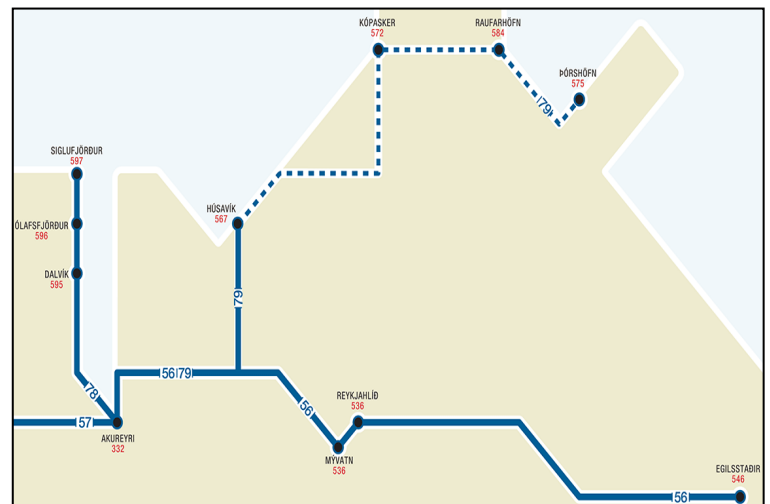 KÓPASKER
572
RAUFARHÖFN
584
ÞÓRSHÖFN
575
79
SIGLUFJÖRÐUR
597
HÚSAVÍK
567
ÓLAFSFJÖRÐUR
596
DALVÍK
595
79
56|79
78
56
REYKJAHLÍÐ
536
57
AKUREYRI
332
MÝVATN
536
EGILSSTAÐIR
546
56